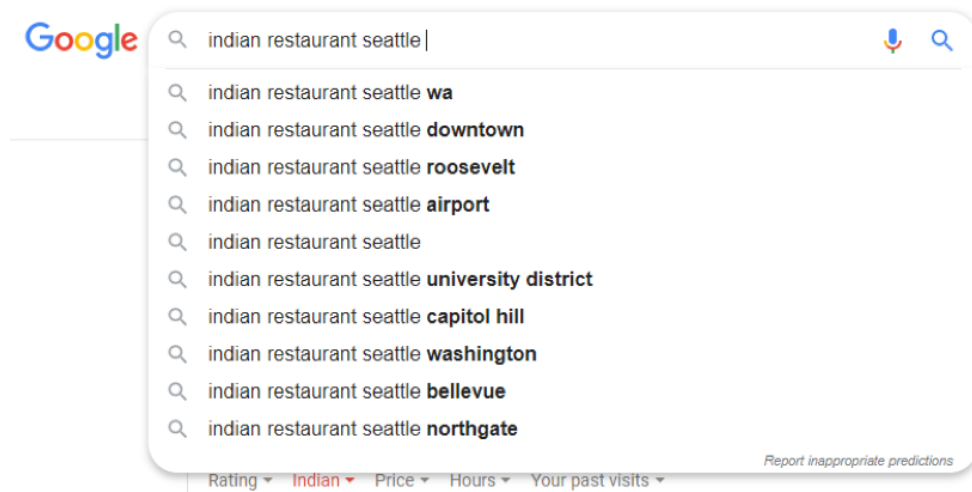 Google
indian restaurant seattle
indian restaurant seattle wa
indian restaurant seattle downtown
indian restaurant seattle roosevelt
indian restaurant seattle airport
indian restaurant seattle
indian restaurant seattle university district
indian restaurant seattle capitol hill
indian restaurant seattle washington
indian restaurant seattle bellevue
indian restaurant seattle northgate
Report inappropriate predictions
Rating Indian Price Hours Your past visits